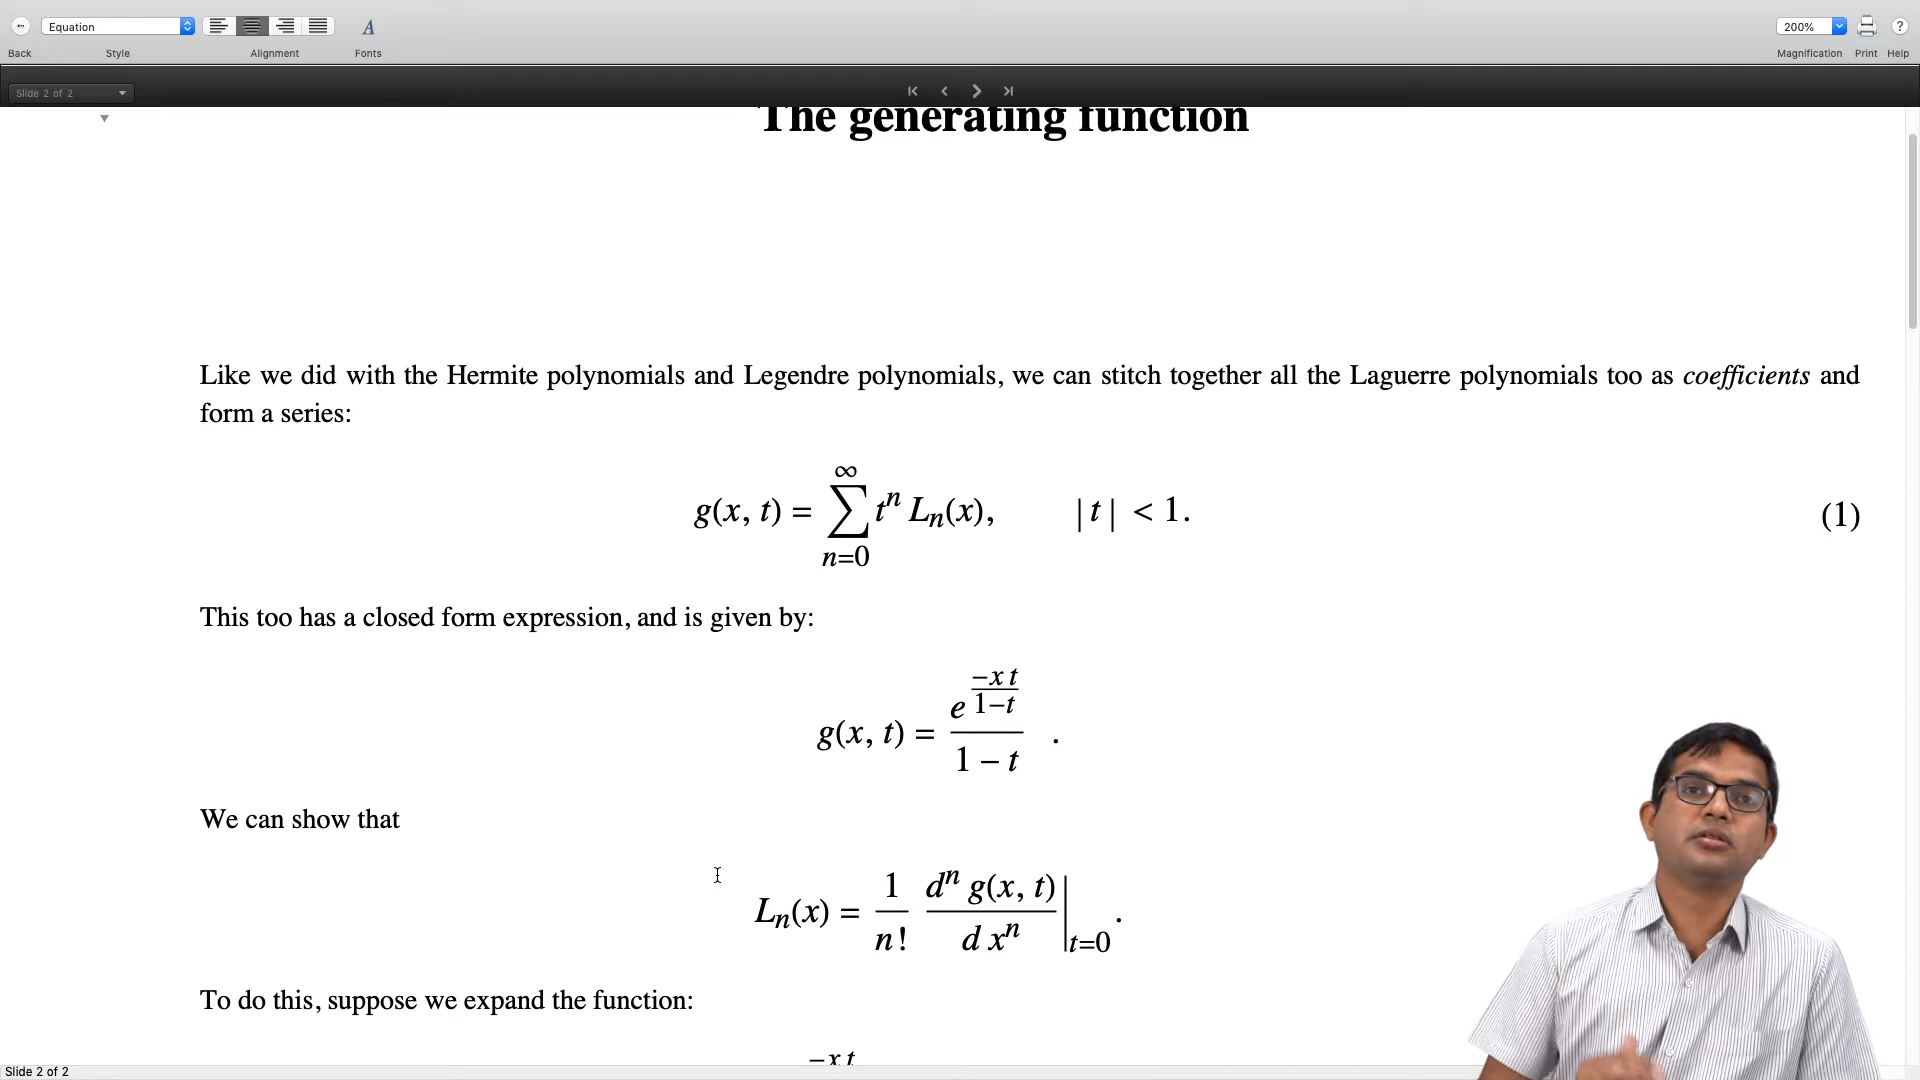 Equation
200%
Back Style Alignment Fonts Magnification Print Help
Slide 2 of 2
The generating function
Like we did with the Hermite polynomials and Legendre polynomials, we can stitch together all the Laguerre polynomials too as coefficients and
form a series:
g(x, t) = ∑_{n=0}^{∞} t^n L_n(x), | t | < 1. (1)
This too has a closed form expression, and is given by:
g(x, t) = e^{\frac{-x t}{1-t}} / (1 - t) .
We can show that
L_n(x) = \frac{1}{n!} \frac{d^n g(x, t)}{d x^n} |_{t=0} .
To do this, suppose we expand the function:
-x t
Slide 2 of 2